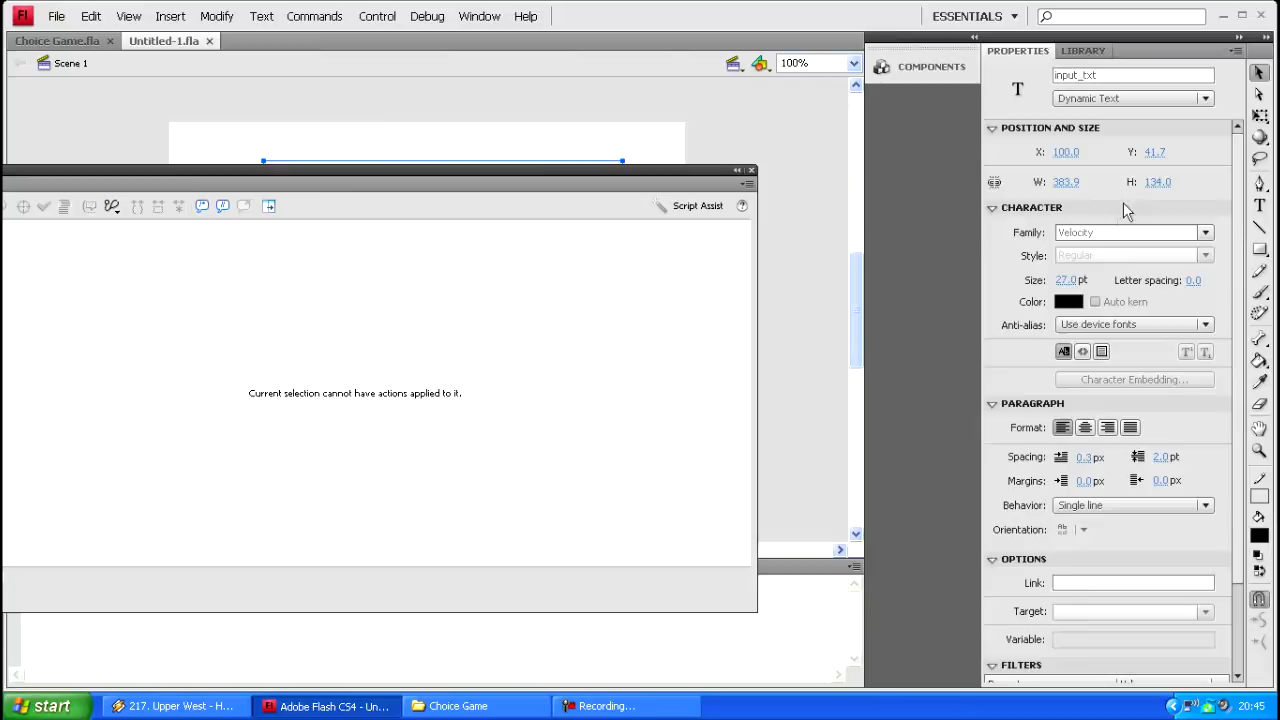 Fl File Edit View Insert Modify Text Commands Control Debug Window Help ESSENTIALS
Choice Game.fla Untitled-1.fla
Scene 1 100%
COMPONENTS
PROPERTIES LIBRARY
T input_txt
Dynamic Text
POSITION AND SIZE
X: 100.0 Y: 41.7
W: 383.9 H: 134.0
CHARACTER
Family: Velocity
Style: Regular
Size: 27.0 pt Letter spacing: 0.0
Color: Auto kern
Anti-alias: Use device fonts
Character Embedding...
PARAGRAPH
Format:
Spacing: 0.3 px 2.0 pt
Margins: 0.0 px 0.0 px
Behavior: Single line
Orientation:
OPTIONS
Link:
Target:
Variable:
FILTERS
Script Assist
Current selection cannot have actions applied to it.
start 217. Upper West - H... Adobe Flash CS4 - Un... Choice Game Recording... 20:45